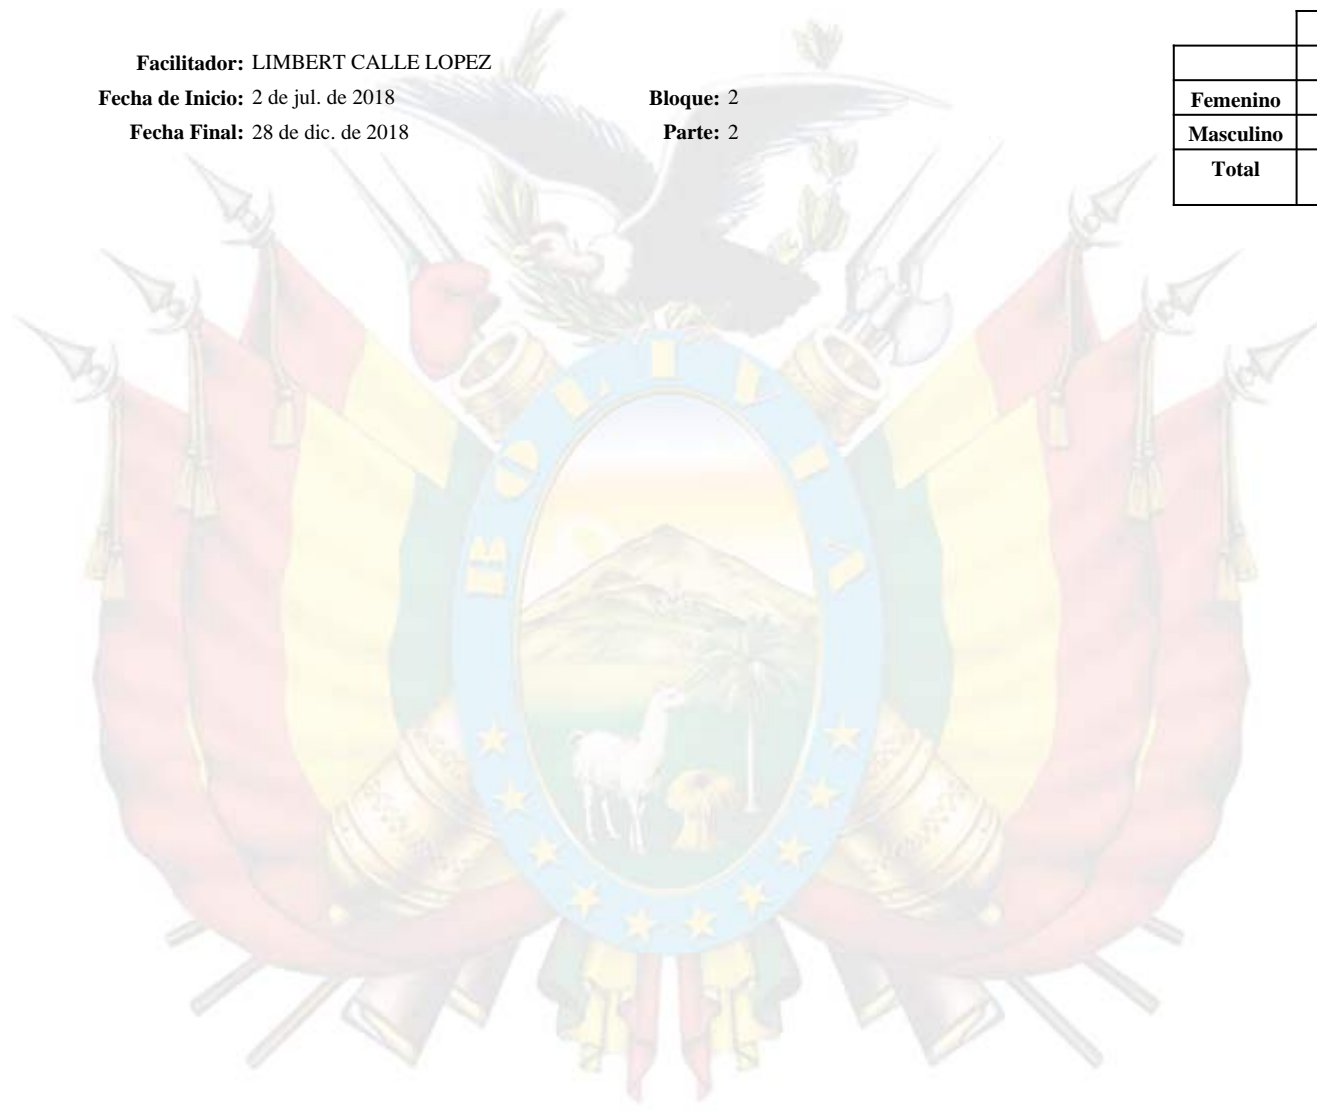 Facilitador: LIMBERT CALLE LOPEZ
Fecha de Inicio: 2 de jul. de 2018 Bloque: 2
Fecha Final: 28 de dic. de 2018 Parte: 2
Femenino
Masculino
Total
BOLIVIA